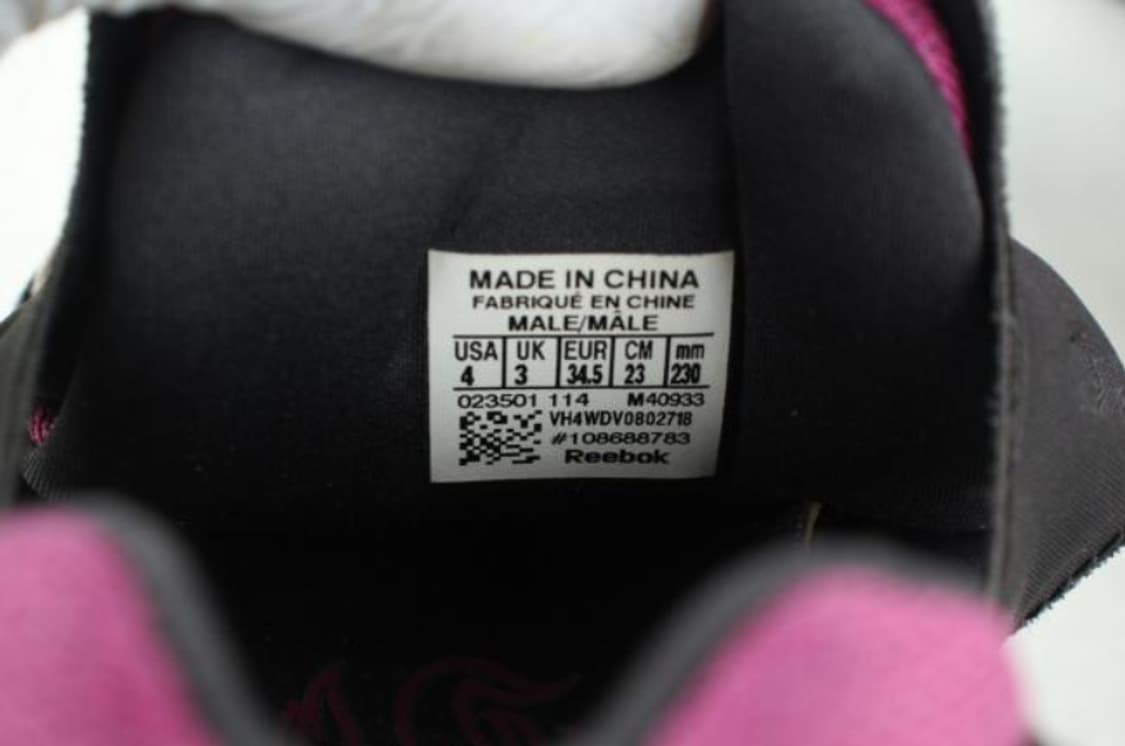 MADE IN CHINA
FABRIQUÉ EN CHINE
MALE/MÂLE
USA UK EUR CM mm
4 3 34.5 23 230
023501 114 M40933
VH4WDV0802718
#108688783
Reebok